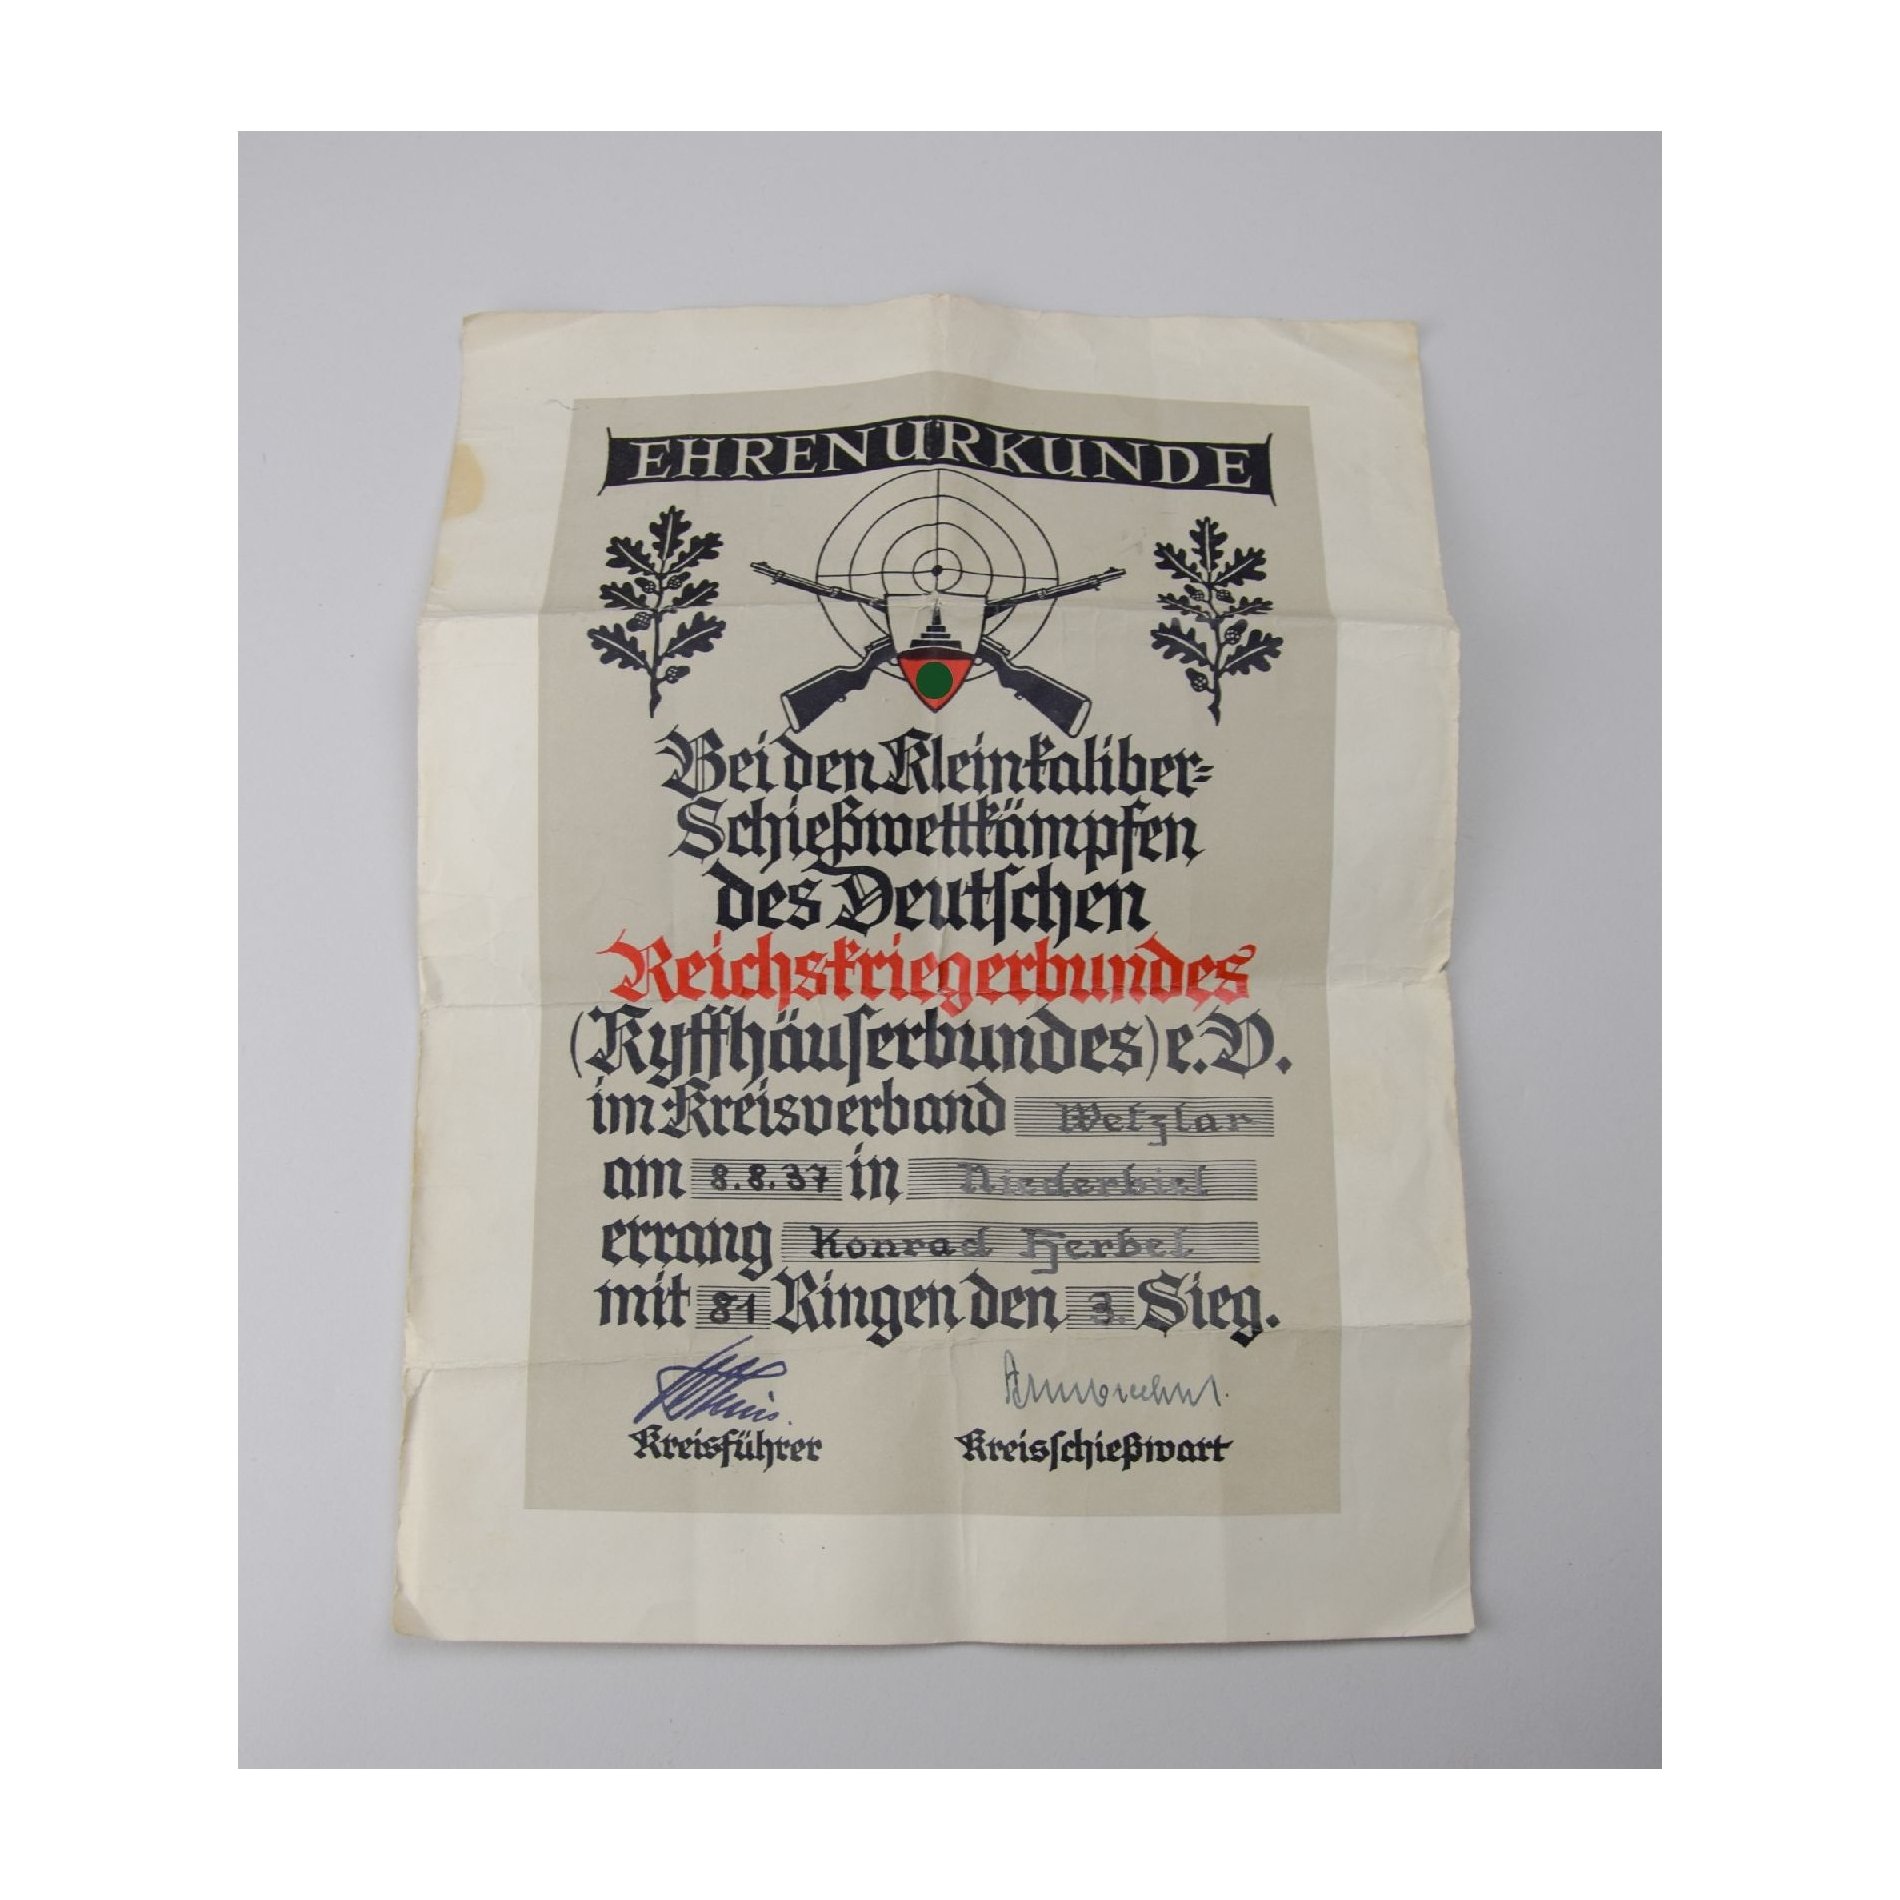 EHRENURKUNDE
Bei den Kleinkaliber-
Schießwettkämpfen
des Deutschen
Reichskriegerbundes
(Kyffhäuserbundes) e.V.
im Kreisverband Wetzlar
am 8.8.37 in Niederbiel
errang Konrad Herbel
mit 81 Ringen den 3. Sieg.
Kreisführer Kreisschießwart